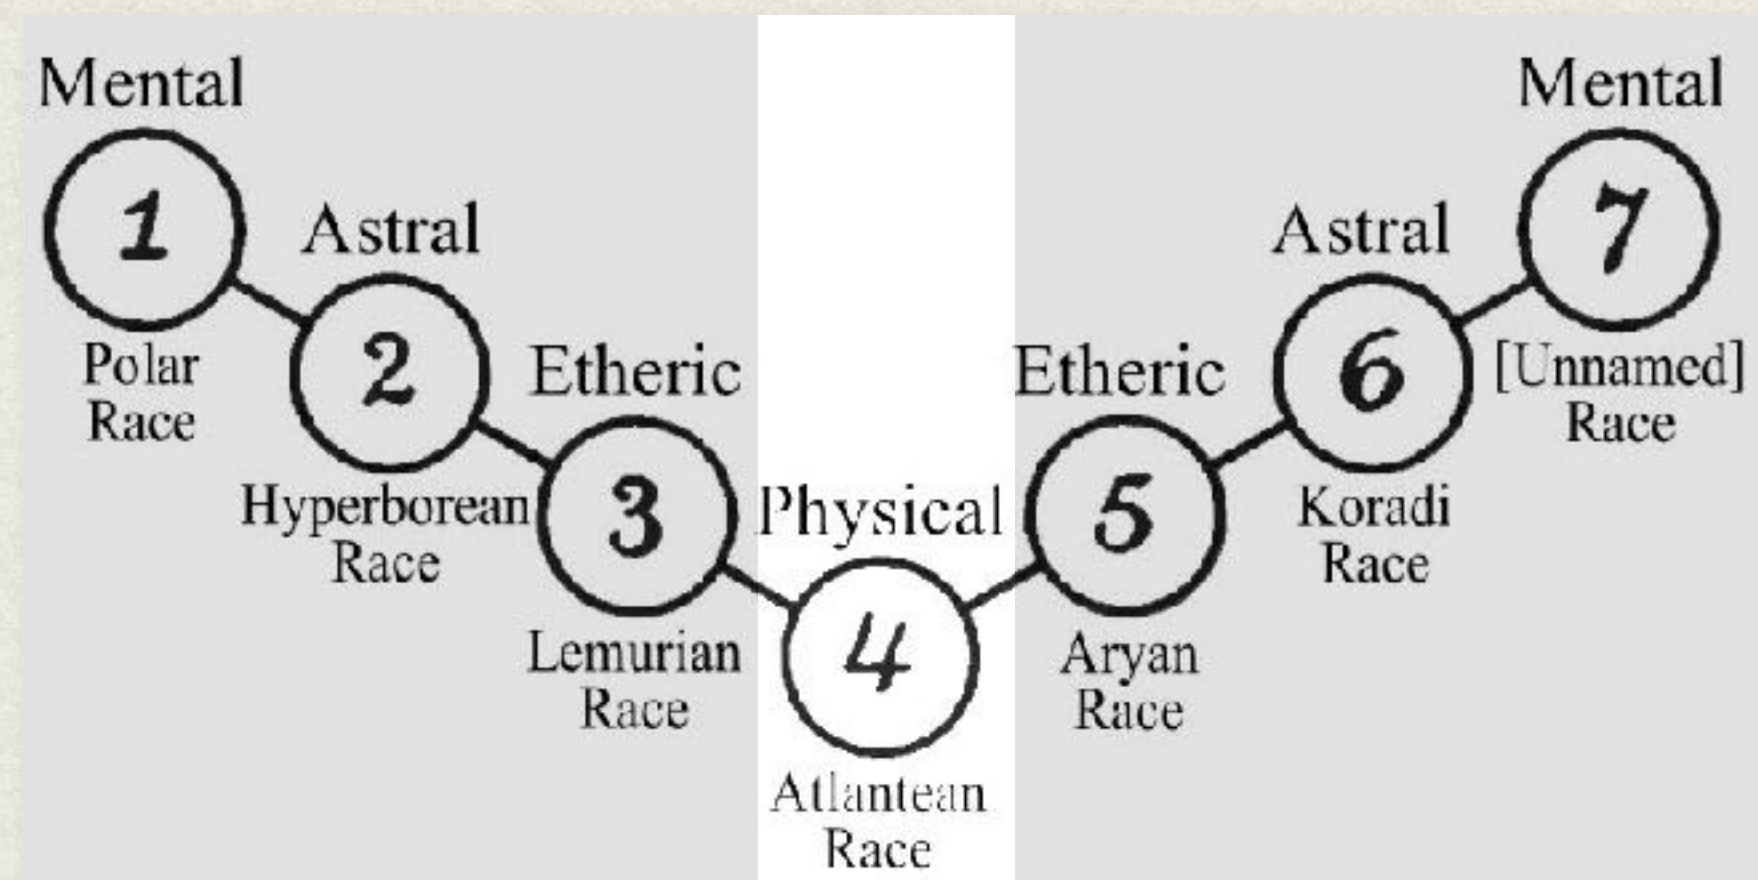 Mental
1
Polar
Race
Astral
2
Hyperborean
Race
Etheric
3
Lemurian
Race
Physical
4
Atlantean
Race
Etheric
5
Aryan
Race
Astral
6
Koradi
Race
Mental
7
[Unnamed]
Race